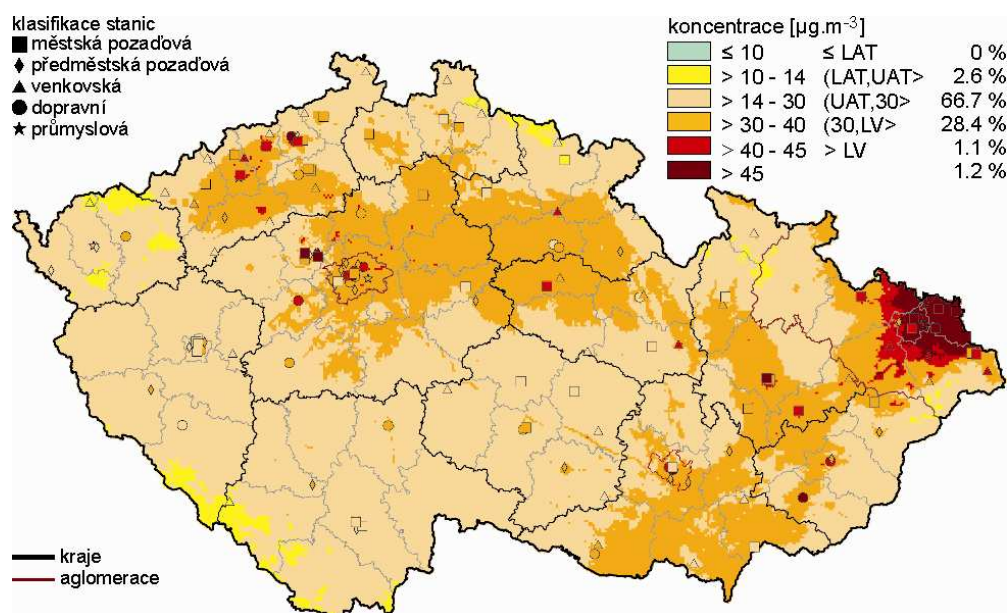 klasifikace stanic
městská pozaďová
předměstská pozaďová
venkovská
dopravní
průmyslová
koncentrace [µg.m⁻³]
≤ 10 ≤ LAT 0 %
> 10 - 14 (LAT,UAT> 2.6 %
> 14 - 30 (UAT,30> 66.7 %
> 30 - 40 (30,LV> 28.4 %
> 40 - 45 > LV 1.1 %
> 45 1.2 %
kraje
aglomerace